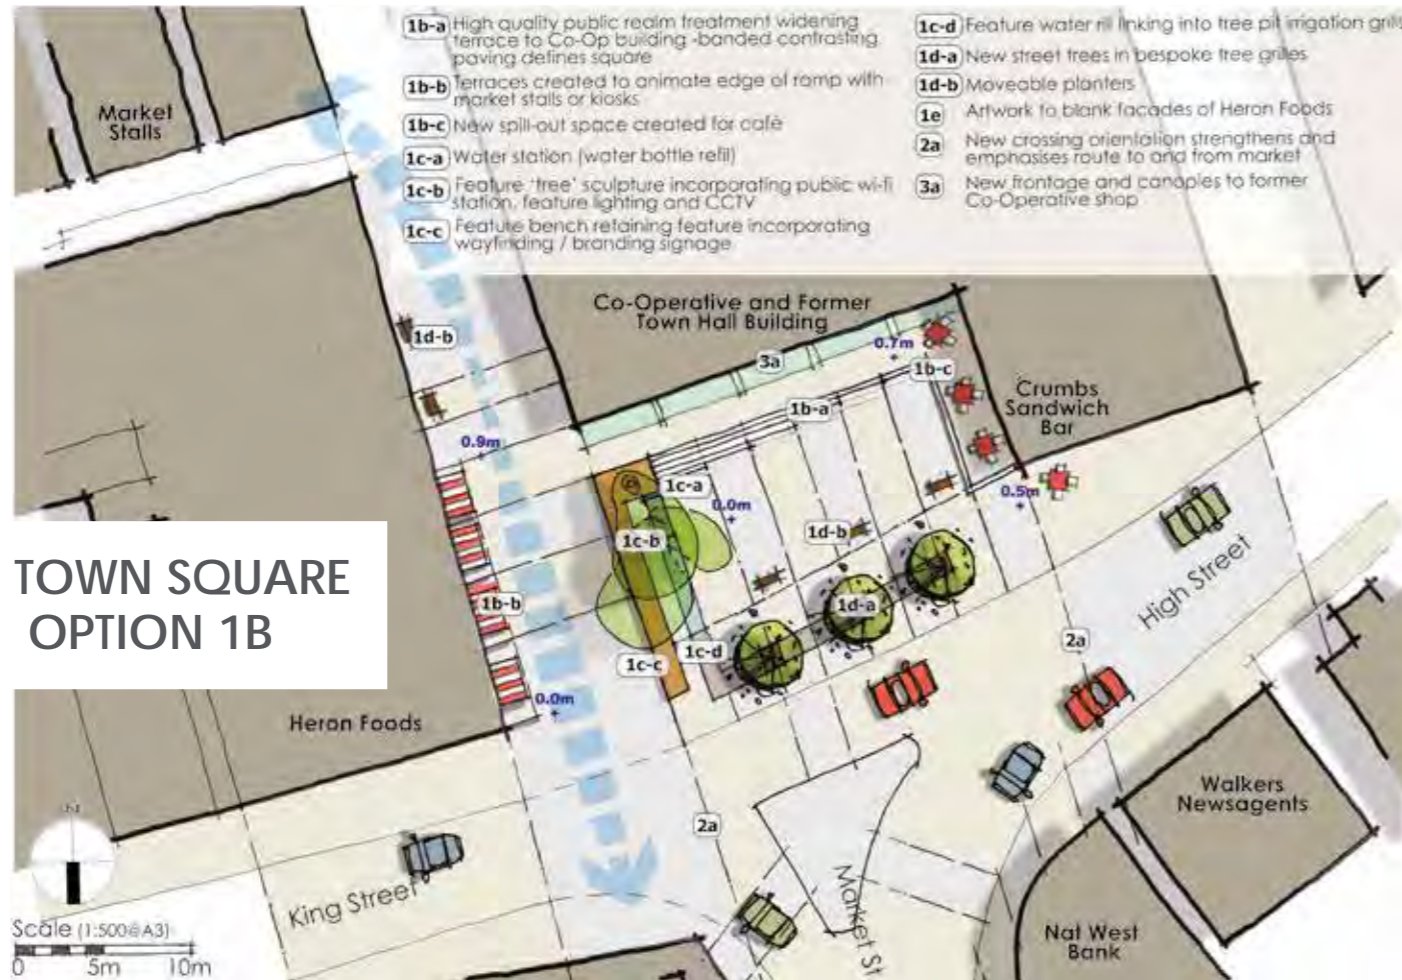 1b-a High quality public realm treatment widening
terrace to Co-Op building -banded contrasting
paving defines square
1b-b Terraces created to animate edge of ramp with
market stalls or kiosks
1b-c New spill-out space created for café
1c-a Water station (water bottle refil)
1c-b Feature 'tree' sculpture incorporating public wi-fi
station, feature lighting and CCTV
1c-c Feature bench retaining feature incorporating
wayfinding / branding signage
1c-d Feature water rill linking into tree pit irrigation
1d-a New street trees in bespoke tree grilles
1d-b Moveable planters
1e Artwork to blank facades of Heron Foods
2a New crossing orientation strengthens and
emphasises route to and from market
3a New frontage and canopies to former
Co-Operative shop
Market
Stalls
Co-Operative and Former
Town Hall Building
1d-b
0.7m
3a
1b-c
Crumbs
Sandwich
Bar
1b-a
0.9m
1c-a
0.0m
0.5m
1d-b
1c-b
TOWN SQUARE
OPTION 1B
1b-b
1d-a
High Street
2a
1c-d
1c-c
0.0m
Heron Foods
Walkers
Newsagents
2a
King Street
Market St
Nat West
Bank
Scale (1:500@A3)
0 5m 10m